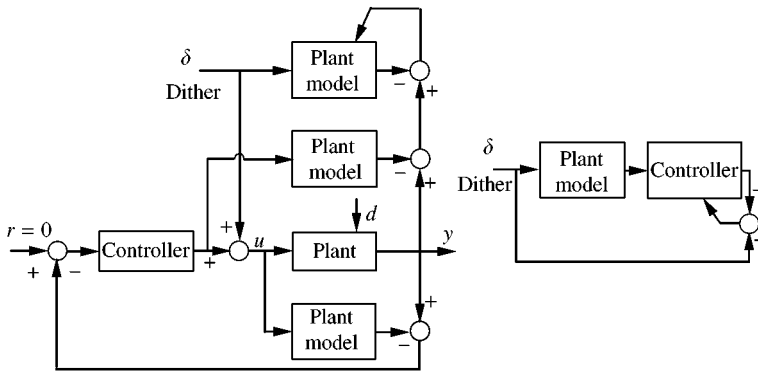 δ
Dither
Plant
model
−
+
Plant
model
−
+
d
r = 0
+
−
Controller
+
+
u
Plant
y
Plant
model
+
−
δ
Dither
Plant
model
Controller